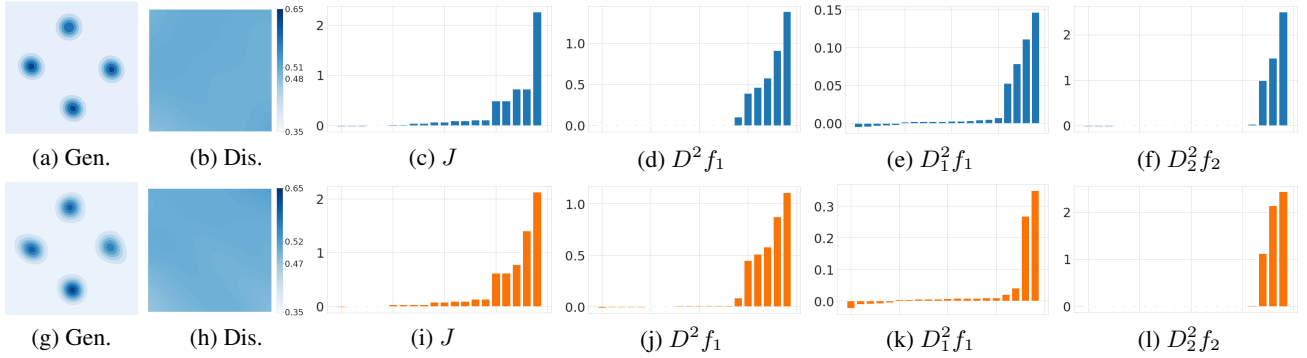 0.65
0.51
0.48
0.35
2
1
0
1.0
0.5
0.0
0.15
0.10
0.05
0.00
2
1
0
(a) Gen.
(b) Dis.
(c) J
(d) D²f₁
(e) D₁²f₁
(f) D₂²f₂
0.65
0.52
0.47
0.35
2
1
0
1.0
0.5
0.0
0.3
0.2
0.1
0.0
2
1
0
(g) Gen.
(h) Dis.
(i) J
(j) D²f₁
(k) D₁²f₁
(l) D₂²f₂